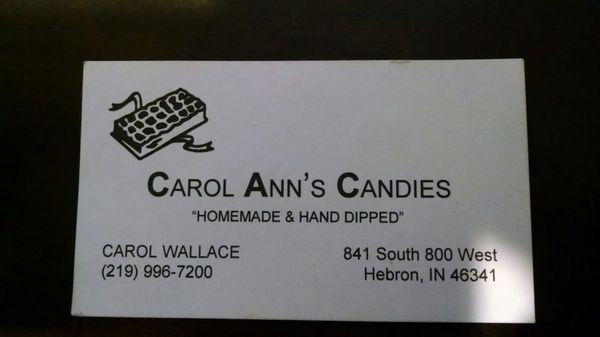 CAROL ANN'S CANDIES
"HOMEMADE & HAND DIPPED"
CAROL WALLACE
(219) 996-7200
841 South 800 West
Hebron, IN 46341